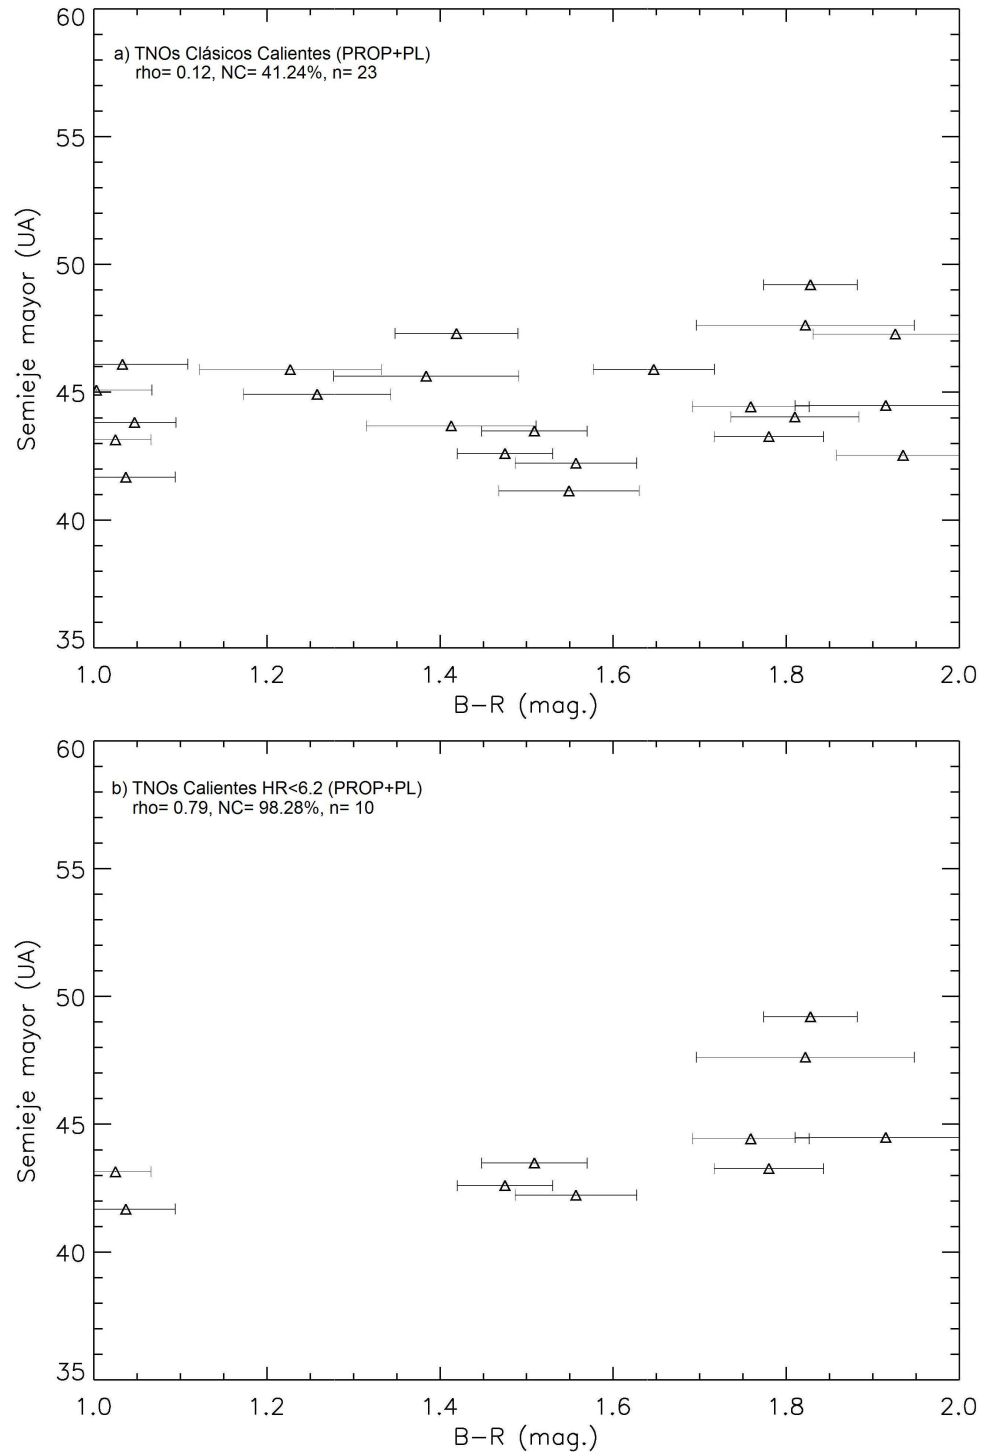 60
a) TNOs Clásicos Calientes (PROP+PL)
rho= 0.12, NC= 41.24%, n= 23
55
50
45
40
35
Semieje mayor (UA)
1.0 1.2 1.4 1.6 1.8 2.0
B−R (mag.)
60
b) TNOs Calientes HR<6.2 (PROP+PL)
rho= 0.79, NC= 98.28%, n= 10
55
50
45
40
35
Semieje mayor (UA)
1.0 1.2 1.4 1.6 1.8 2.0
B−R (mag.)